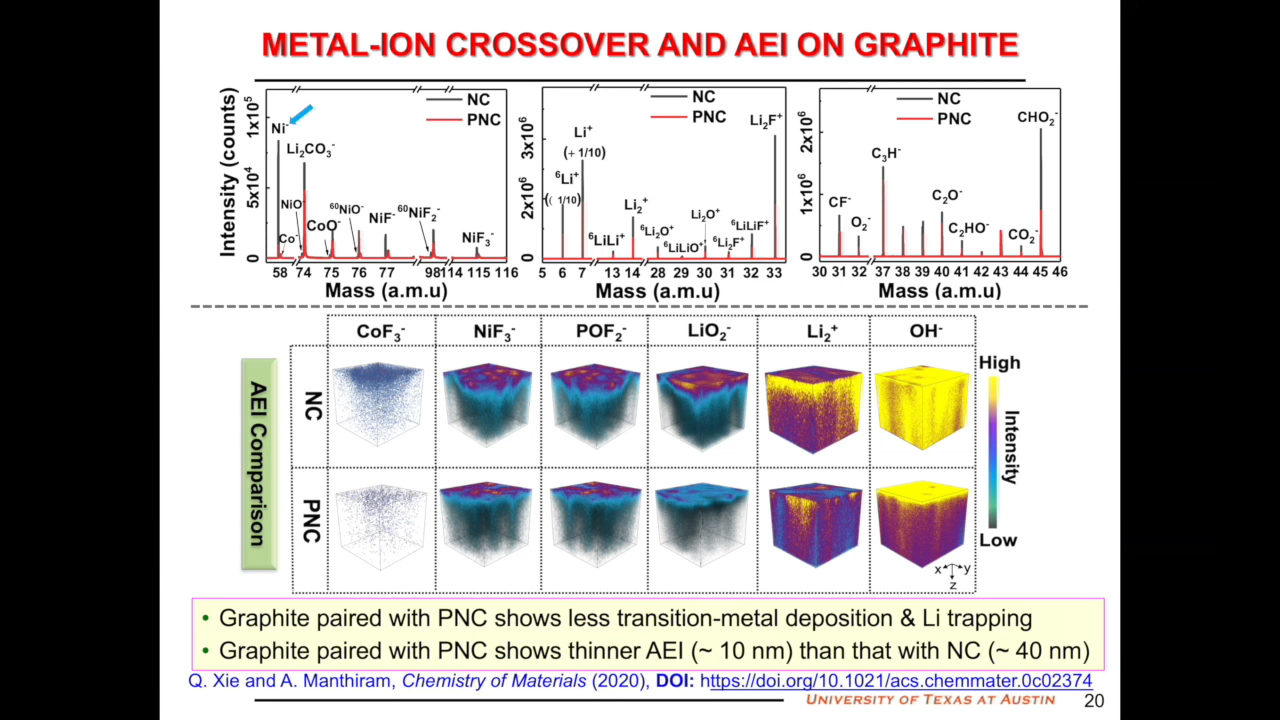 METAL-ION CROSSOVER AND AEI ON GRAPHITE
Intensity (counts)
1x10⁵
5x10⁴
0
NC
PNC
Ni⁻
Li₂CO₃⁻
NiO⁻
Co⁻
CoO⁻
⁶⁰NiO⁻
NiF⁻
⁶⁰NiF₂⁻
NiF₃⁻
58 74 75 76 77 98 114 115 116
Mass (a.m.u)
3x10⁶
2x10⁶
0
NC
PNC
Li⁺
(÷ 1/10)
⁶Li⁺
( 1/10)
Li₂⁺
Li₂F⁺
⁶LiLi⁺
⁶Li₂O⁺
⁶LiLiO⁺
Li₂O⁺
⁶Li₂F⁺
⁶LiLiF⁺
5 6 7 13 14 28 29 30 31 32 33
Mass (a.m.u)
2x10⁶
1x10⁶
0
NC
PNC
CHO₂⁻
C₃H⁻
CF⁻
O₂⁻
C₂O⁻
C₂HO⁻
CO₂⁻
30 31 32 37 38 39 40 41 42 43 44 45 46
Mass (a.m.u)
CoF₃⁻ NiF₃⁻ POF₂⁻ LiO₂⁻ Li₂⁺ OH⁻
AEI Comparison
NC
PNC
High
Intensity
Low
x y
z
• Graphite paired with PNC shows less transition-metal deposition & Li trapping
• Graphite paired with PNC shows thinner AEI (~ 10 nm) than that with NC (~ 40 nm)
Q. Xie and A. Manthiram, Chemistry of Materials (2020), DOI: https://doi.org/10.1021/acs.chemmater.0c02374
UNIVERSITY OF TEXAS AT AUSTIN 20